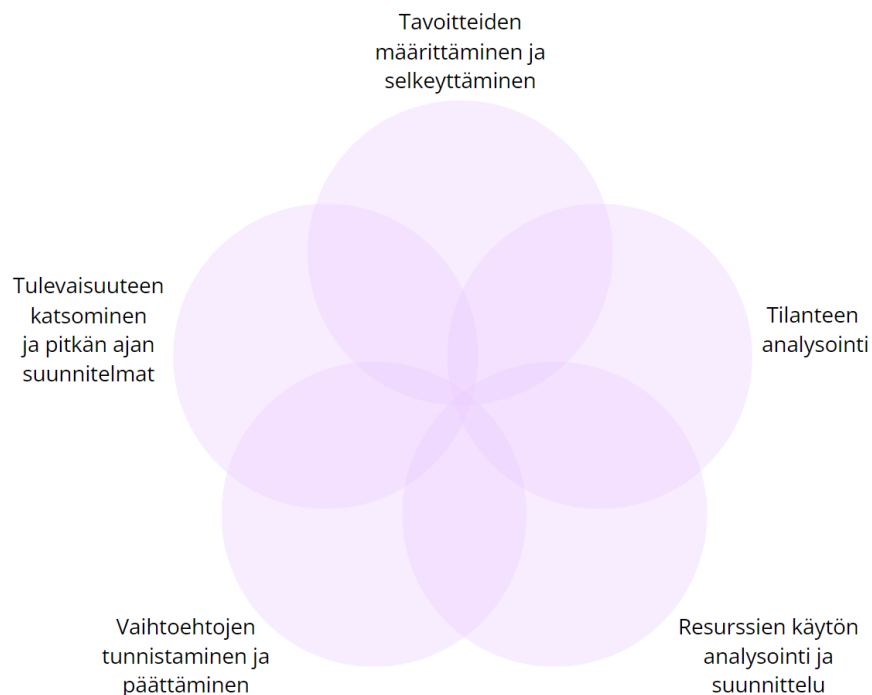 Tavoitteiden
määrittäminen ja
selkeyttäminen
Tulevaisuuteen
katsominen
ja pitkän ajan
suunnitelmat
Tilanteen
analysointi
Vaihtoehtojen
tunnistaminen ja
päättäminen
Resurssien käytön
analysointi ja
suunnittelu